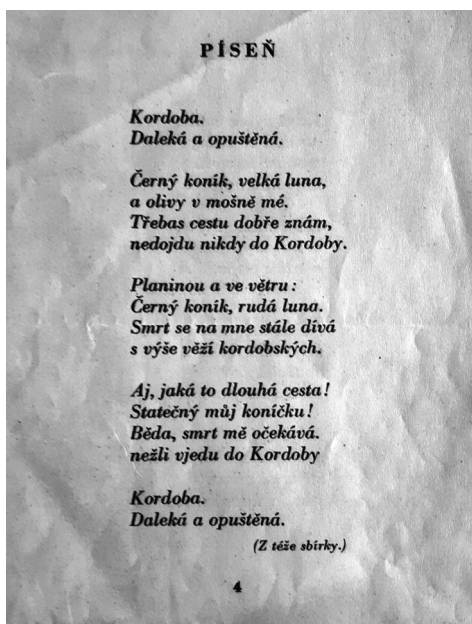 PÍSEŇ
Kordoba.
Daleká a opuštěná.
Černý koník, velká luna,
a olivy v mošně mé.
Třebas cestu dobře znám,
nedojdu nikdy do Kordoby.
Planinou a ve větru:
Černý koník, rudá luna.
Smrt se na mne stále dívá
s výše věží kordobských.
Aj, jaká to dlouhá cesta!
Statečný můj koníčku!
Běda, smrt mě očekává.
nežli vjedu do Kordoby
Kordoba.
Daleká a opuštěná.
(Z téže sbírky.)
4